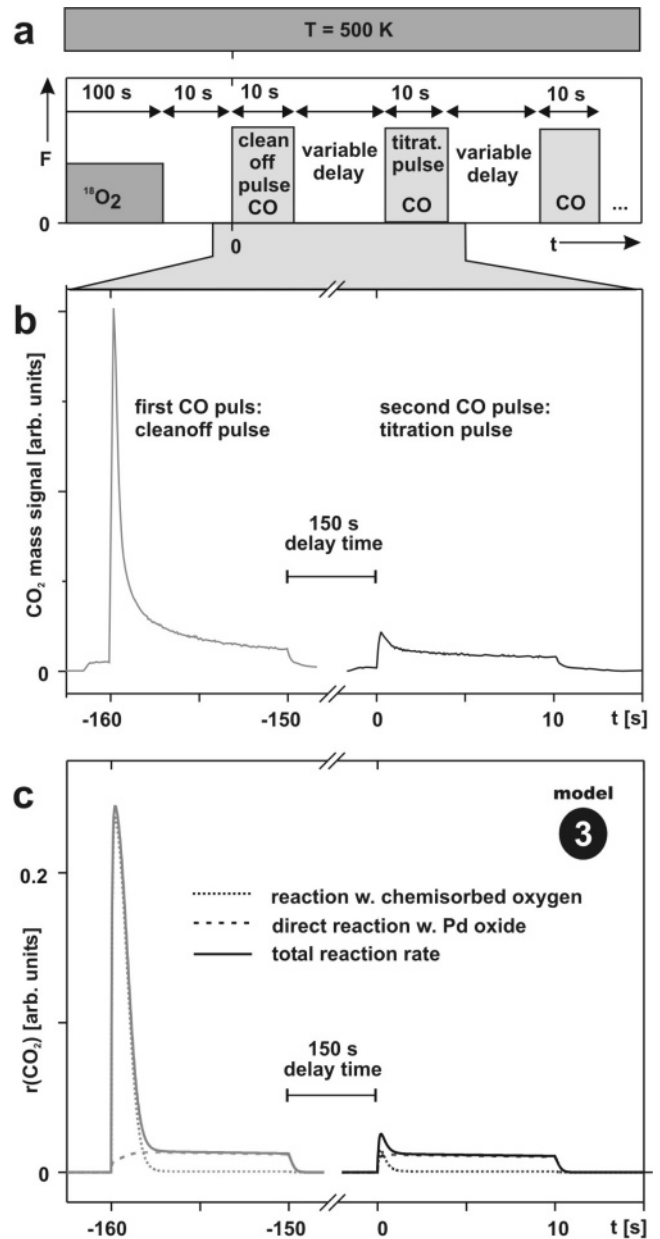 a
T = 500 K
100 s 10 s 10 s 10 s 10 s
F
clean off pulse CO
variable delay
titrat. pulse CO
variable delay
¹⁸O₂
CO ...
0
0
t
b
CO₂ mass signal [arb. units]
first CO puls:
cleanoff pulse
second CO pulse:
titration pulse
150 s
delay time
0
-160 -150 0 10 t [s]
c
model
3
r(CO₂) [arb. units]
0.2
reaction w. chemisorbed oxygen
direct reaction w. Pd oxide
total reaction rate
150 s
delay time
0
-160 -150 0 10 t [s]